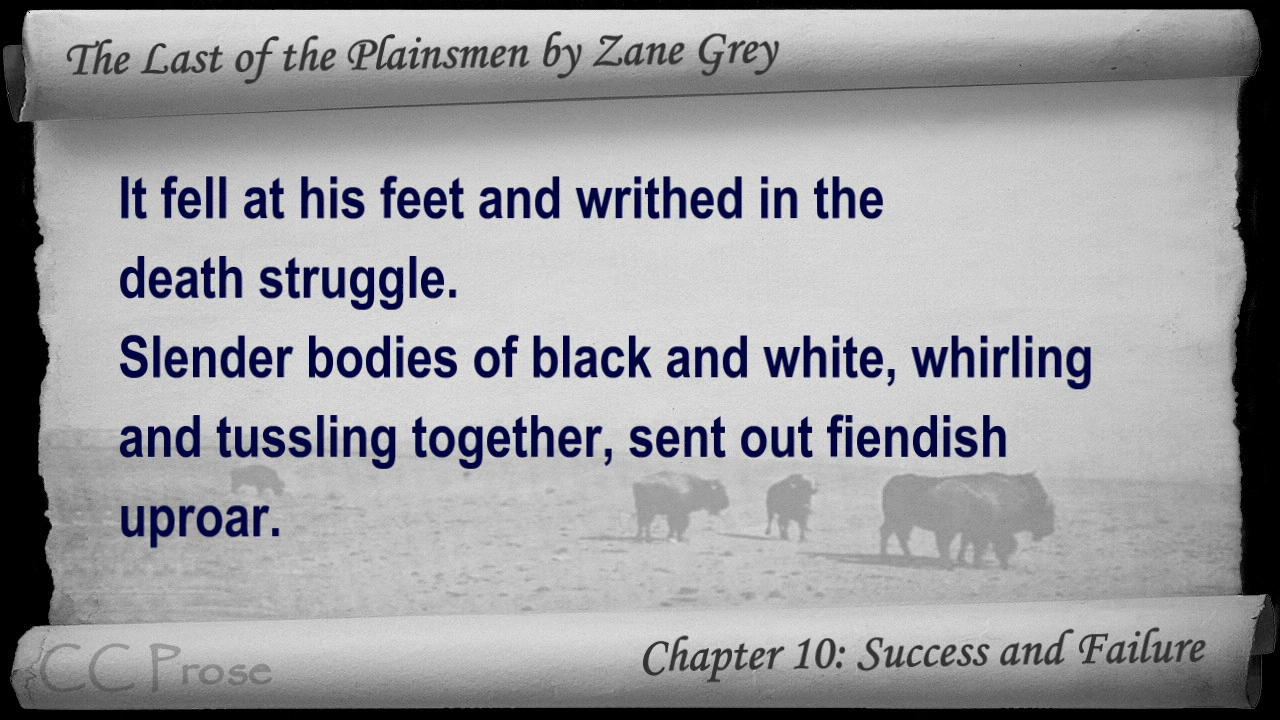 The Last of the Plainsmen by Zane Grey
It fell at his feet and writhed in the
death struggle.
Slender bodies of black and white, whirling
and tussling together, sent out fiendish
uproar.
CC Prose
Chapter 10: Success and Failure